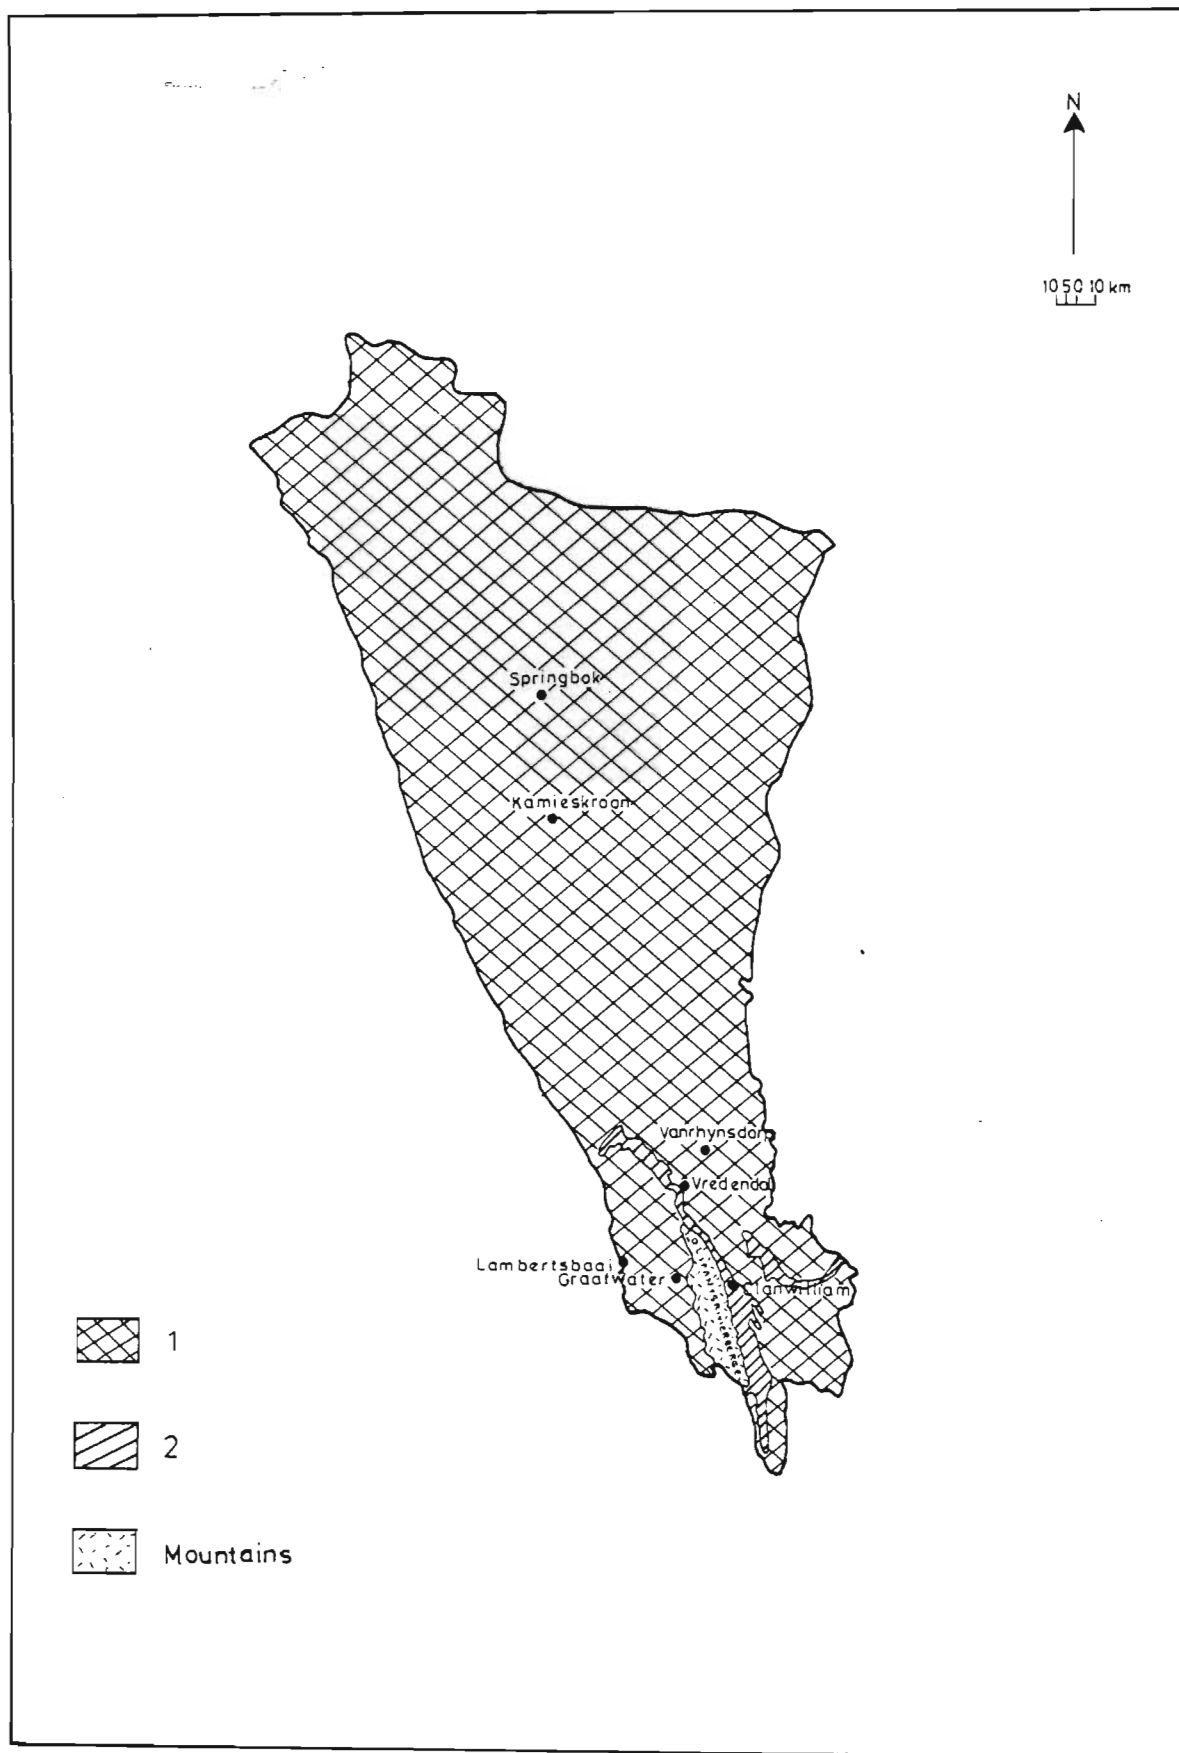 N
10 5 0 10 km
Springbok
Kamieskroon
Vanrhynsdorp
Vredendal
Lambertsbaai
Graafwater
Clanwilliam
1
2
Mountains